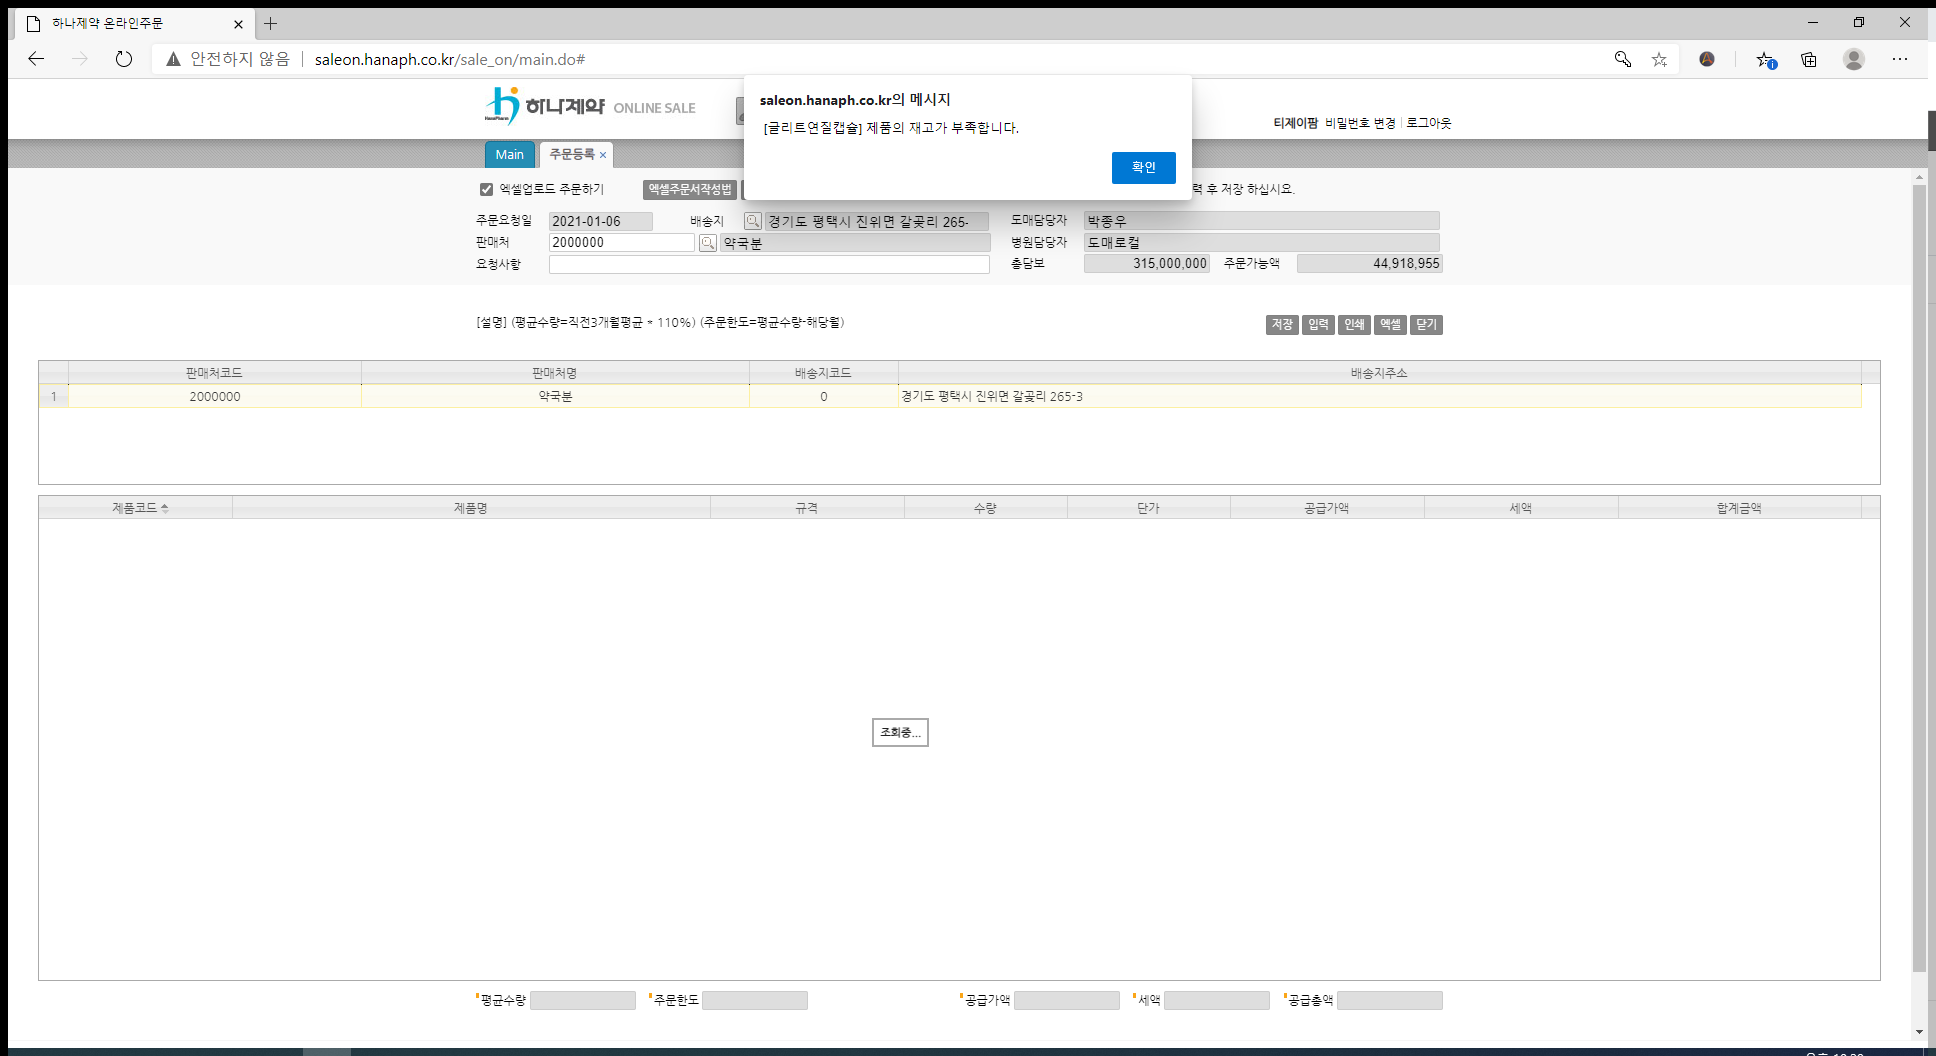 하나제약 온라인주문
안전하지 않음 saleon.hanaph.co.kr/sale_on/main.do#
saleon.hanaph.co.kr의 메시지
[글리트연질캡슐] 제품의 재고가 부족합니다.
확인
HanaPharm 하나제약 ONLINE SALE
티제이팜 비밀번호 변경 로그아웃
Main 주문등록
엑셀업로드 주문하기 엑셀주문서작성법 력 후 저장 하십시요.
주문요청일 2021-01-06 배송지 경기도 평택시 진위면 갈곶리 265- 도매담당자 박종우
판매처 2000000 약국분 병원담당자 도매로컬
요청사항 총담보 315,000,000 주문가능액 44,918,955
[설명] (평균수량=직전3개월평균 * 110%) (주문한도=평균수량-해당월) 저장 입력 인쇄 엑셀 닫기
판매처코드 판매처명 배송지코드 배송지주소
1 2000000 약국분 0 경기도 평택시 진위면 갈곶리 265-3
제품코드 제품명 규격 수량 단가 공급가액 세액 합계금액
조회중...
평균수량 주문한도 공급가액 세액 공급총액